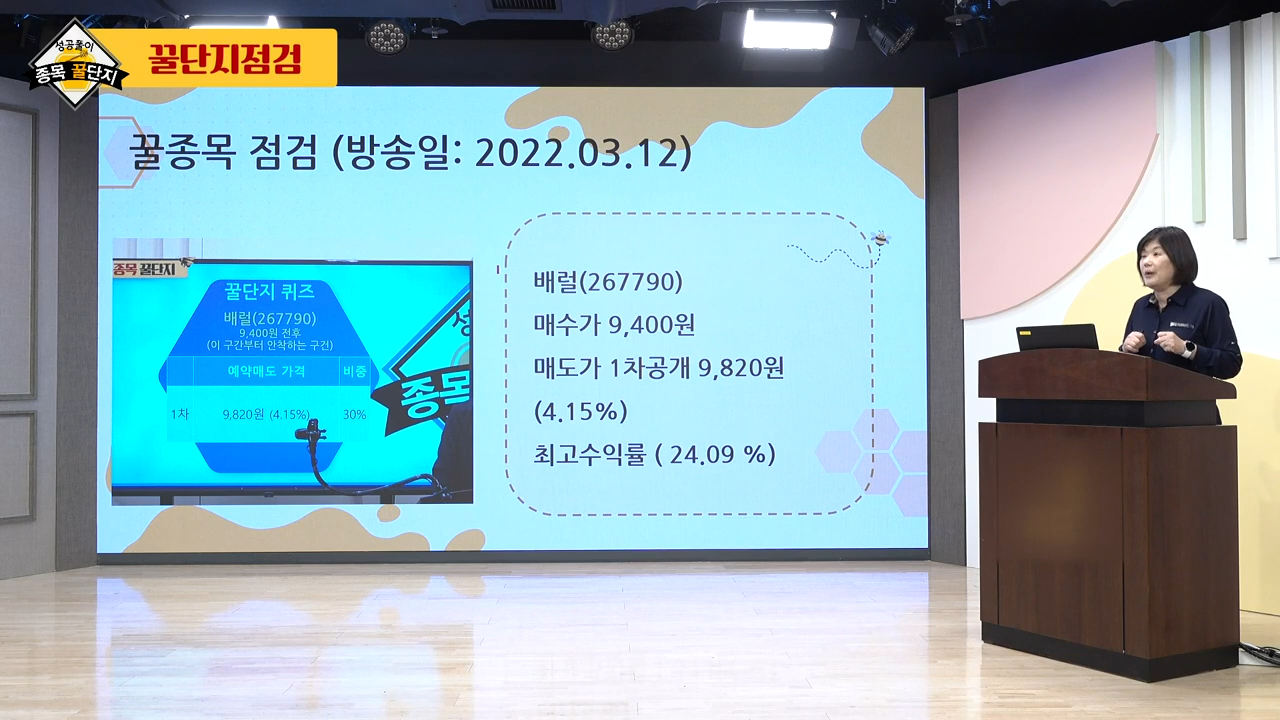 성공풀이
종목 꿀단지
꿀단지점검
꿀종목 점검 (방송일: 2022.03.12)
종목 꿀단지
꿀단지 퀴즈
배럴(267790)
9,400원 전후
(이 구간부터 안착하는 구건)
예약매도 가격 비중
1차 9,820원 (4.15%) 30%
성
종목
배럴(267790)
매수가 9,400원
매도가 1차공개 9,820원
(4.15%)
최고수익률 ( 24.09 %)